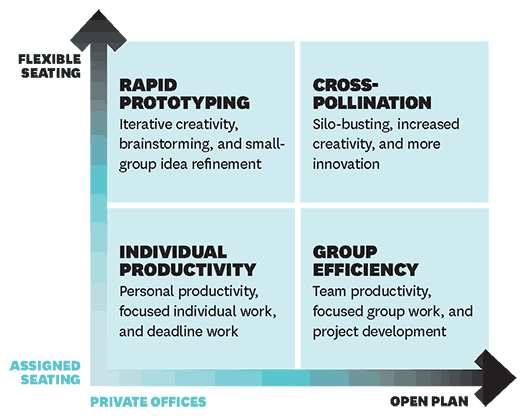 FLEXIBLE
SEATING
RAPID
PROTOTYPING
Iterative creativity,
brainstorming, and small-
group idea refinement
CROSS-
POLLINATION
Silo-busting, increased
creativity, and more
innovation
INDIVIDUAL
PRODUCTIVITY
Personal productivity,
focused individual work,
and deadline work
GROUP
EFFICIENCY
Team productivity,
focused group work, and
project development
ASSIGNED
SEATING
PRIVATE OFFICES
OPEN PLAN